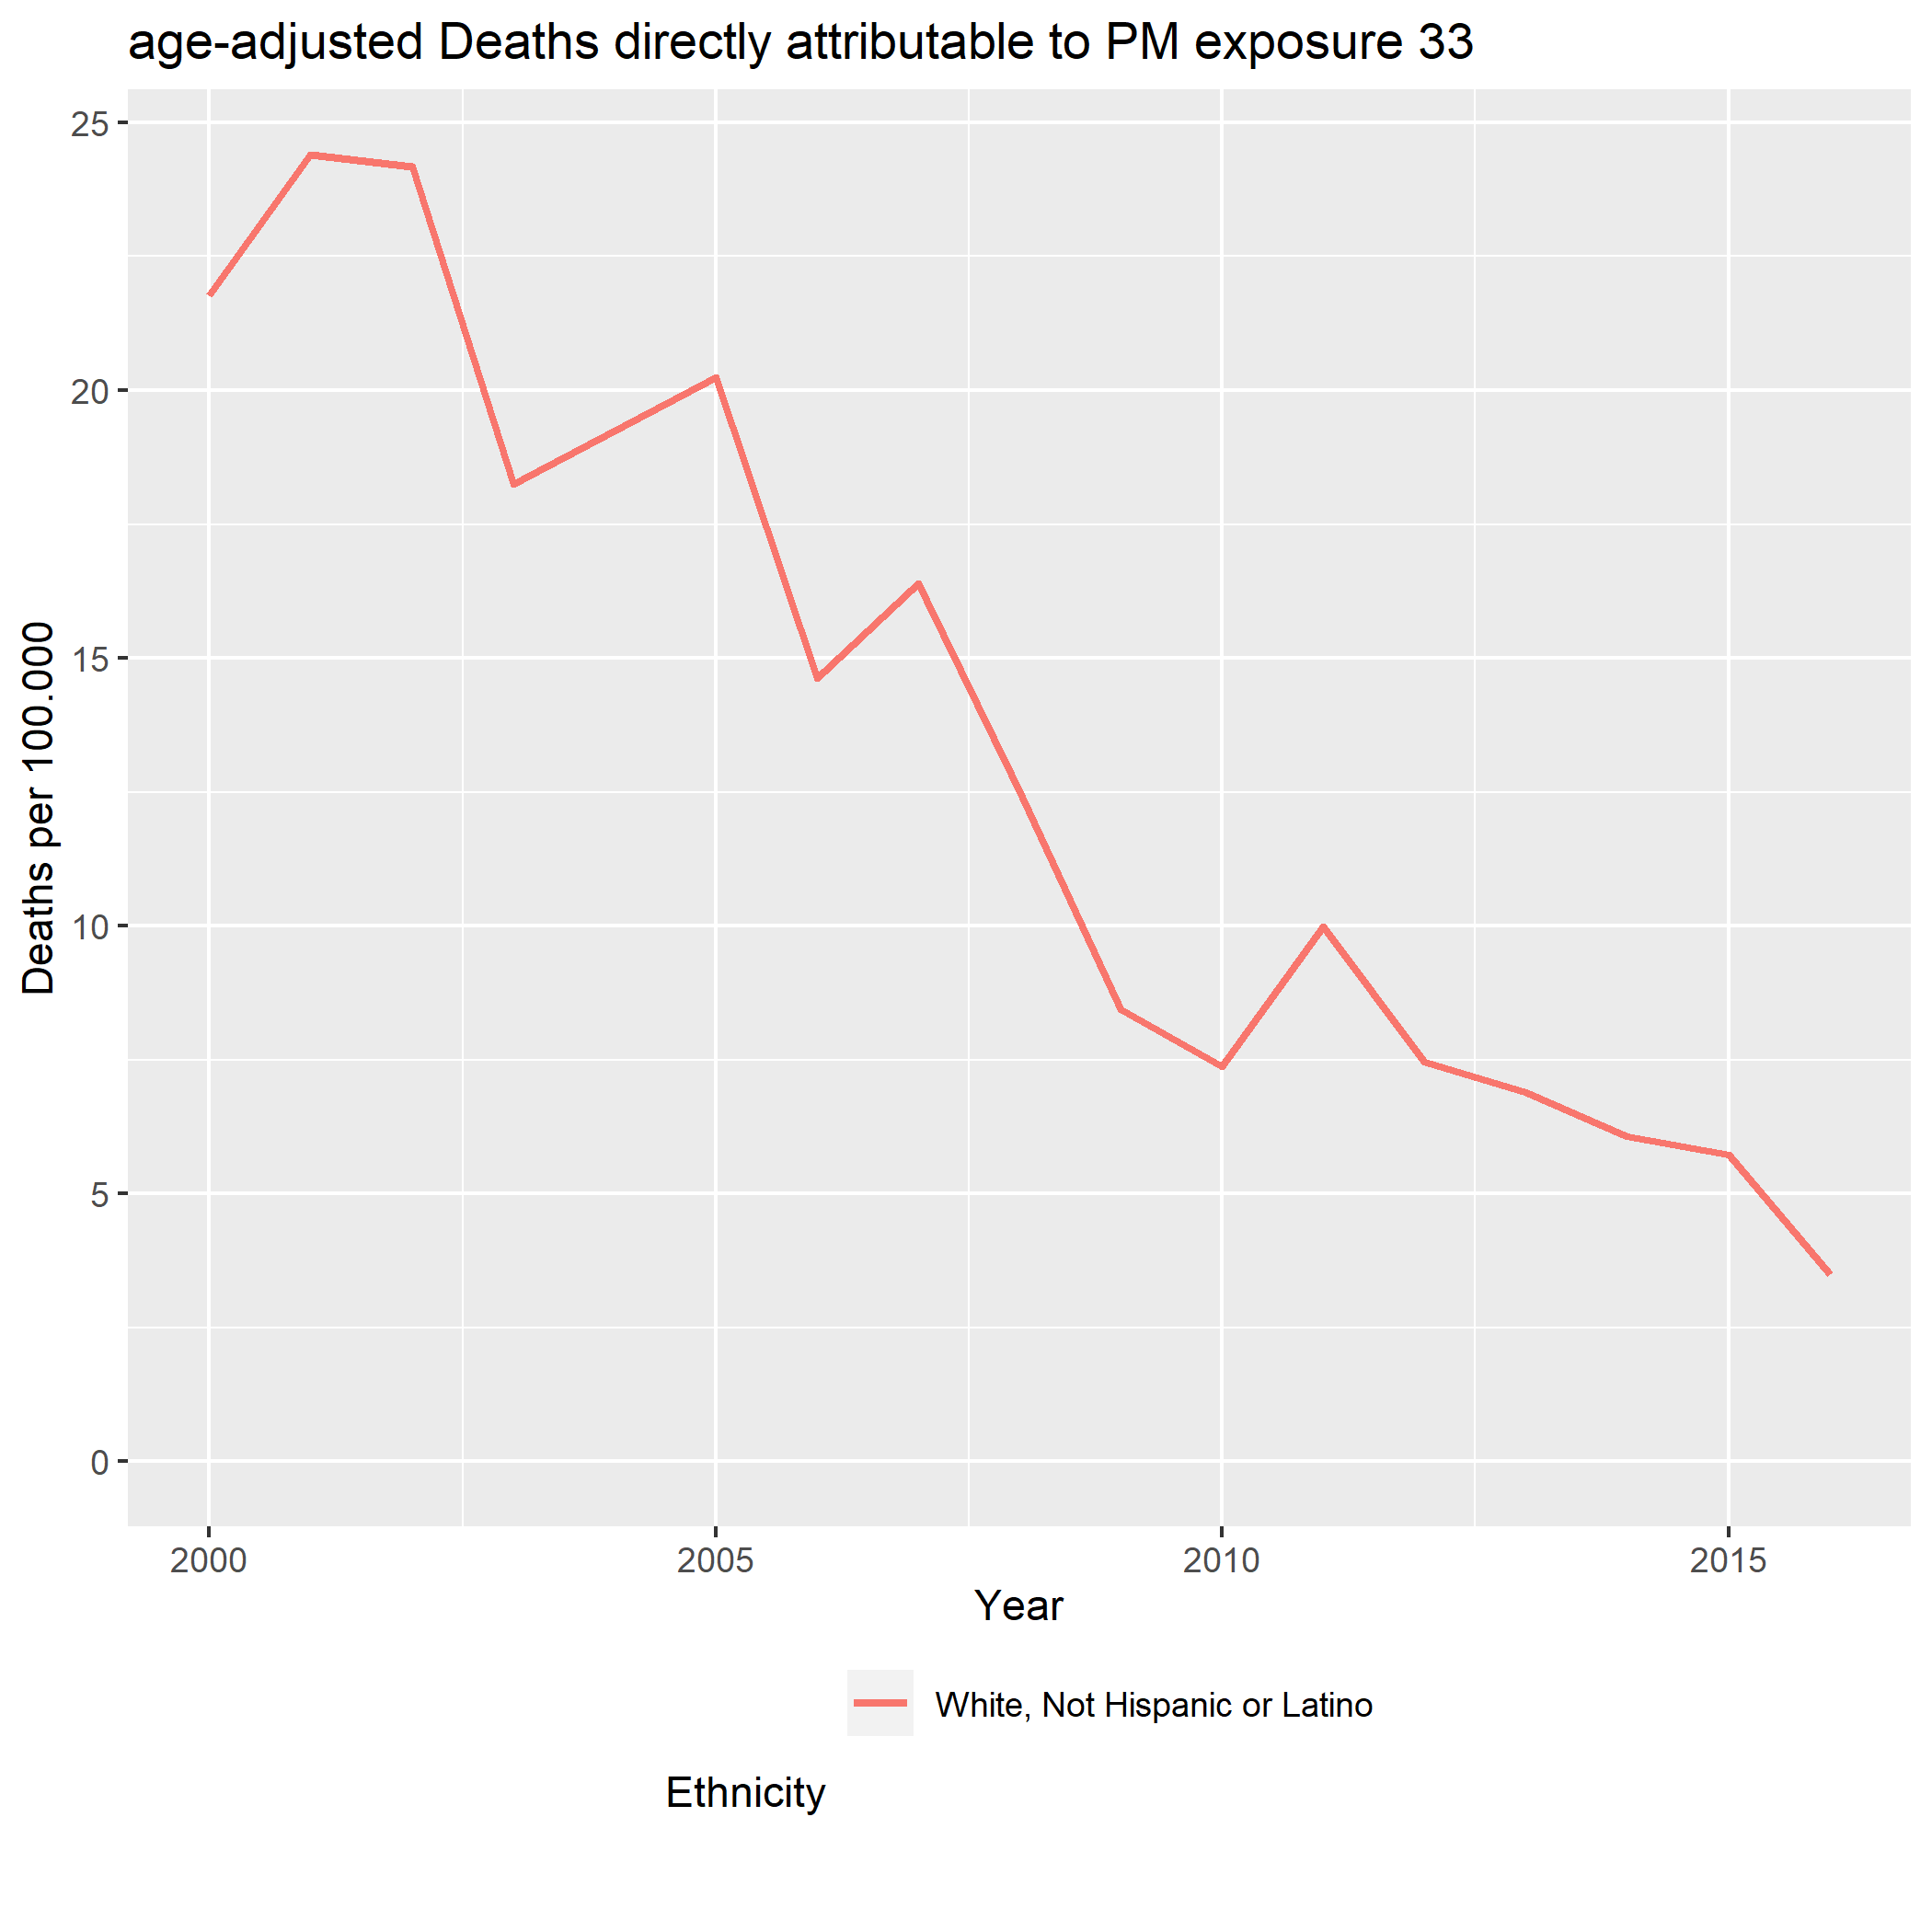 age-adjusted Deaths directly attributable to PM exposure 33
Deaths per 100.000
25
20
15
10
5
0
2000 2005 2010 2015
Year
White, Not Hispanic or Latino
Ethnicity